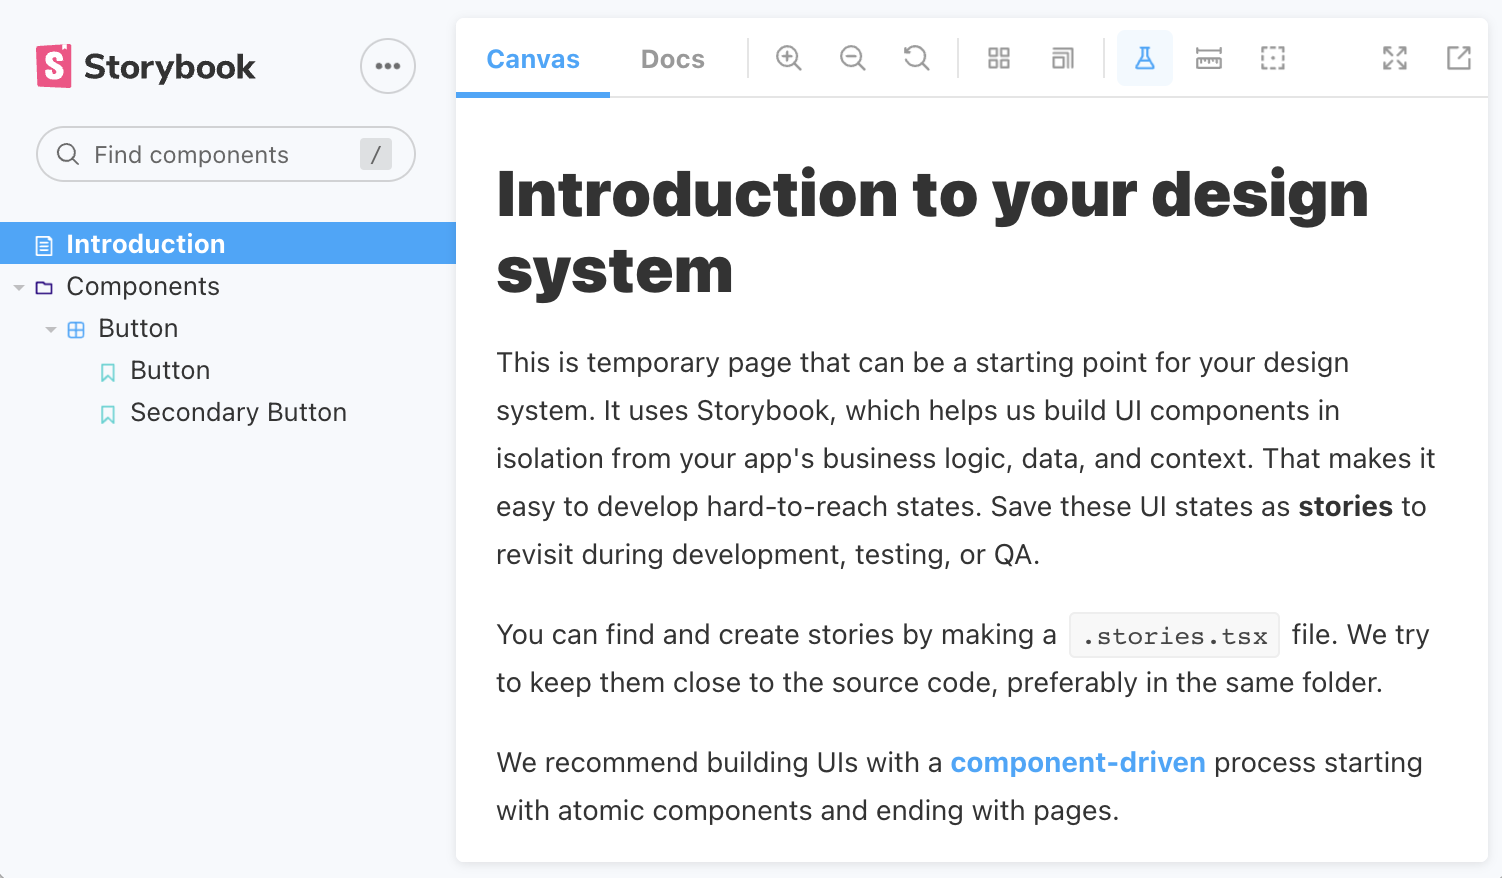 Storybook
Find components /
Introduction
Components
Button
Button
Secondary Button
Canvas Docs
Introduction to your design
system
This is temporary page that can be a starting point for your design
system. It uses Storybook, which helps us build UI components in
isolation from your app's business logic, data, and context. That makes it
easy to develop hard-to-reach states. Save these UI states as stories to
revisit during development, testing, or QA.
You can find and create stories by making a .stories.tsx file. We try
to keep them close to the source code, preferably in the same folder.
We recommend building UIs with a component-driven process starting
with atomic components and ending with pages.